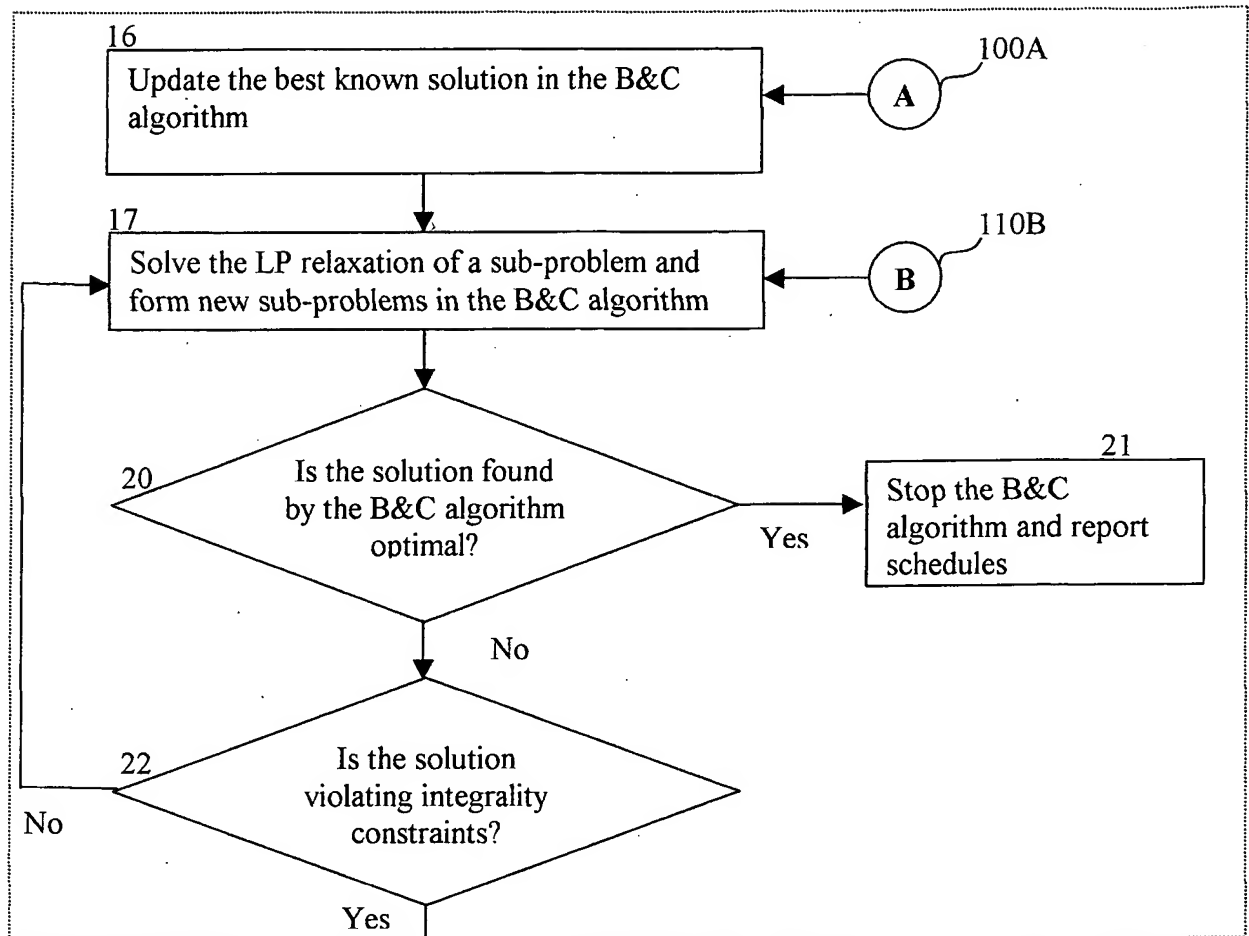 16
Update the best known solution in the B&C
algorithm
100A
A
17
Solve the LP relaxation of a sub-problem and
form new sub-problems in the B&C algorithm
110B
B
20
Is the solution found
by the B&C algorithm
optimal?
Yes
21
Stop the B&C
algorithm and report
schedules
No
22
Is the solution
violating integrality
constraints?
No
Yes